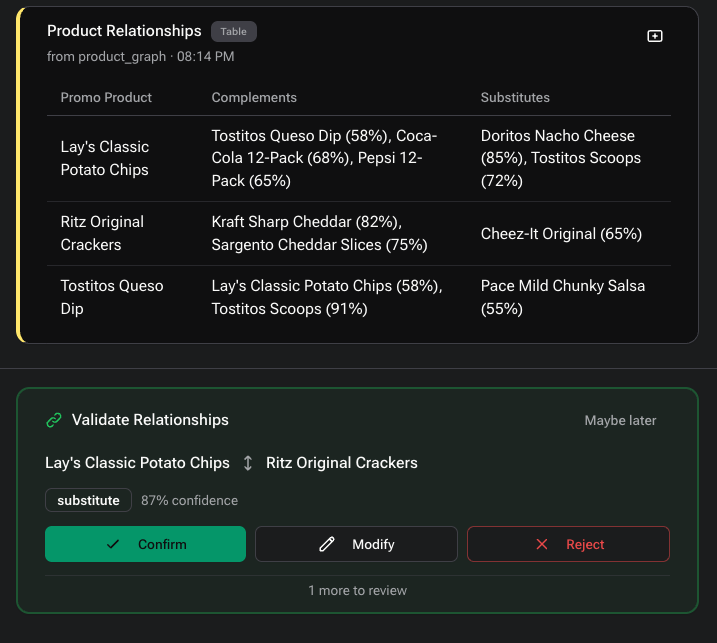 Product Relationships Table
from product_graph · 08:14 PM
Promo Product Complements Substitutes
Lay's Classic
Potato Chips
Tostitos Queso Dip (58%), Coca-
Cola 12-Pack (68%), Pepsi 12-
Pack (65%)
Doritos Nacho Cheese
(85%), Tostitos Scoops
(72%)
Ritz Original
Crackers
Kraft Sharp Cheddar (82%),
Sargento Cheddar Slices (75%)
Cheez-It Original (65%)
Tostitos Queso
Dip
Lay's Classic Potato Chips (58%),
Tostitos Scoops (91%)
Pace Mild Chunky Salsa
(55%)
Validate Relationships Maybe later
Lay's Classic Potato Chips ↕ Ritz Original Crackers
substitute 87% confidence
Confirm Modify Reject
1 more to review